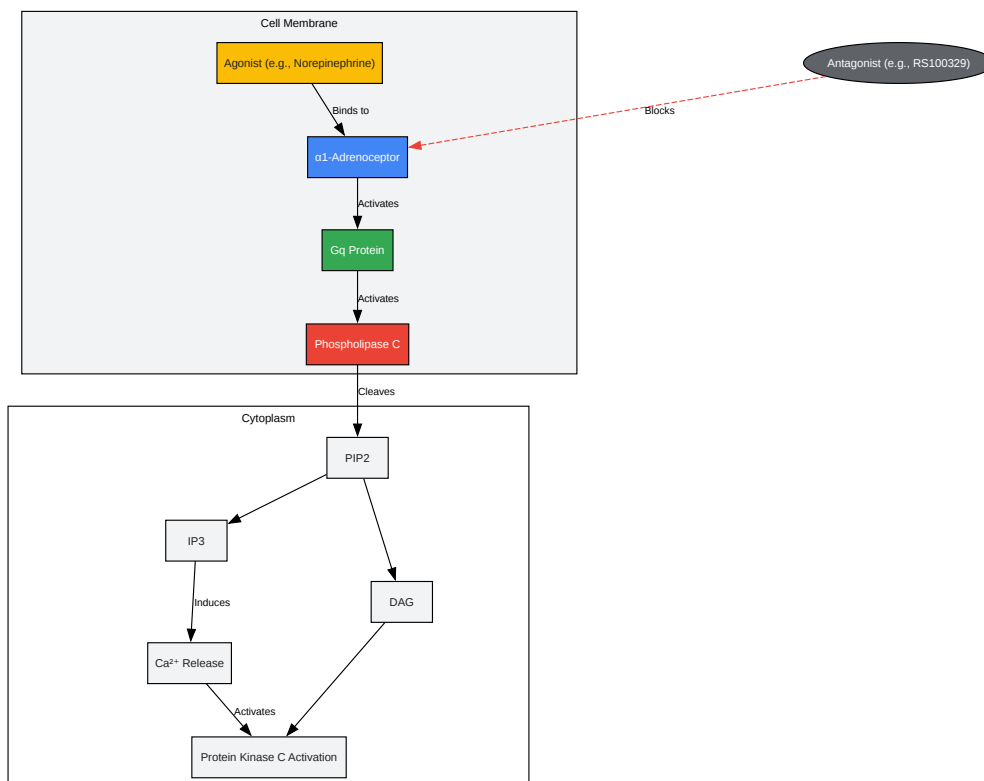 Cell Membrane
Agonist (e.g., Norepinephrine)
Antagonist (e.g., RS100329)
Binds to
Blocks
α1-Adrenoceptor
Activates
Gq Protein
Activates
Phospholipase C
Cleaves
Cytoplasm
PIP2
IP3
DAG
Induces
Ca²⁺ Release
Activates
Protein Kinase C Activation